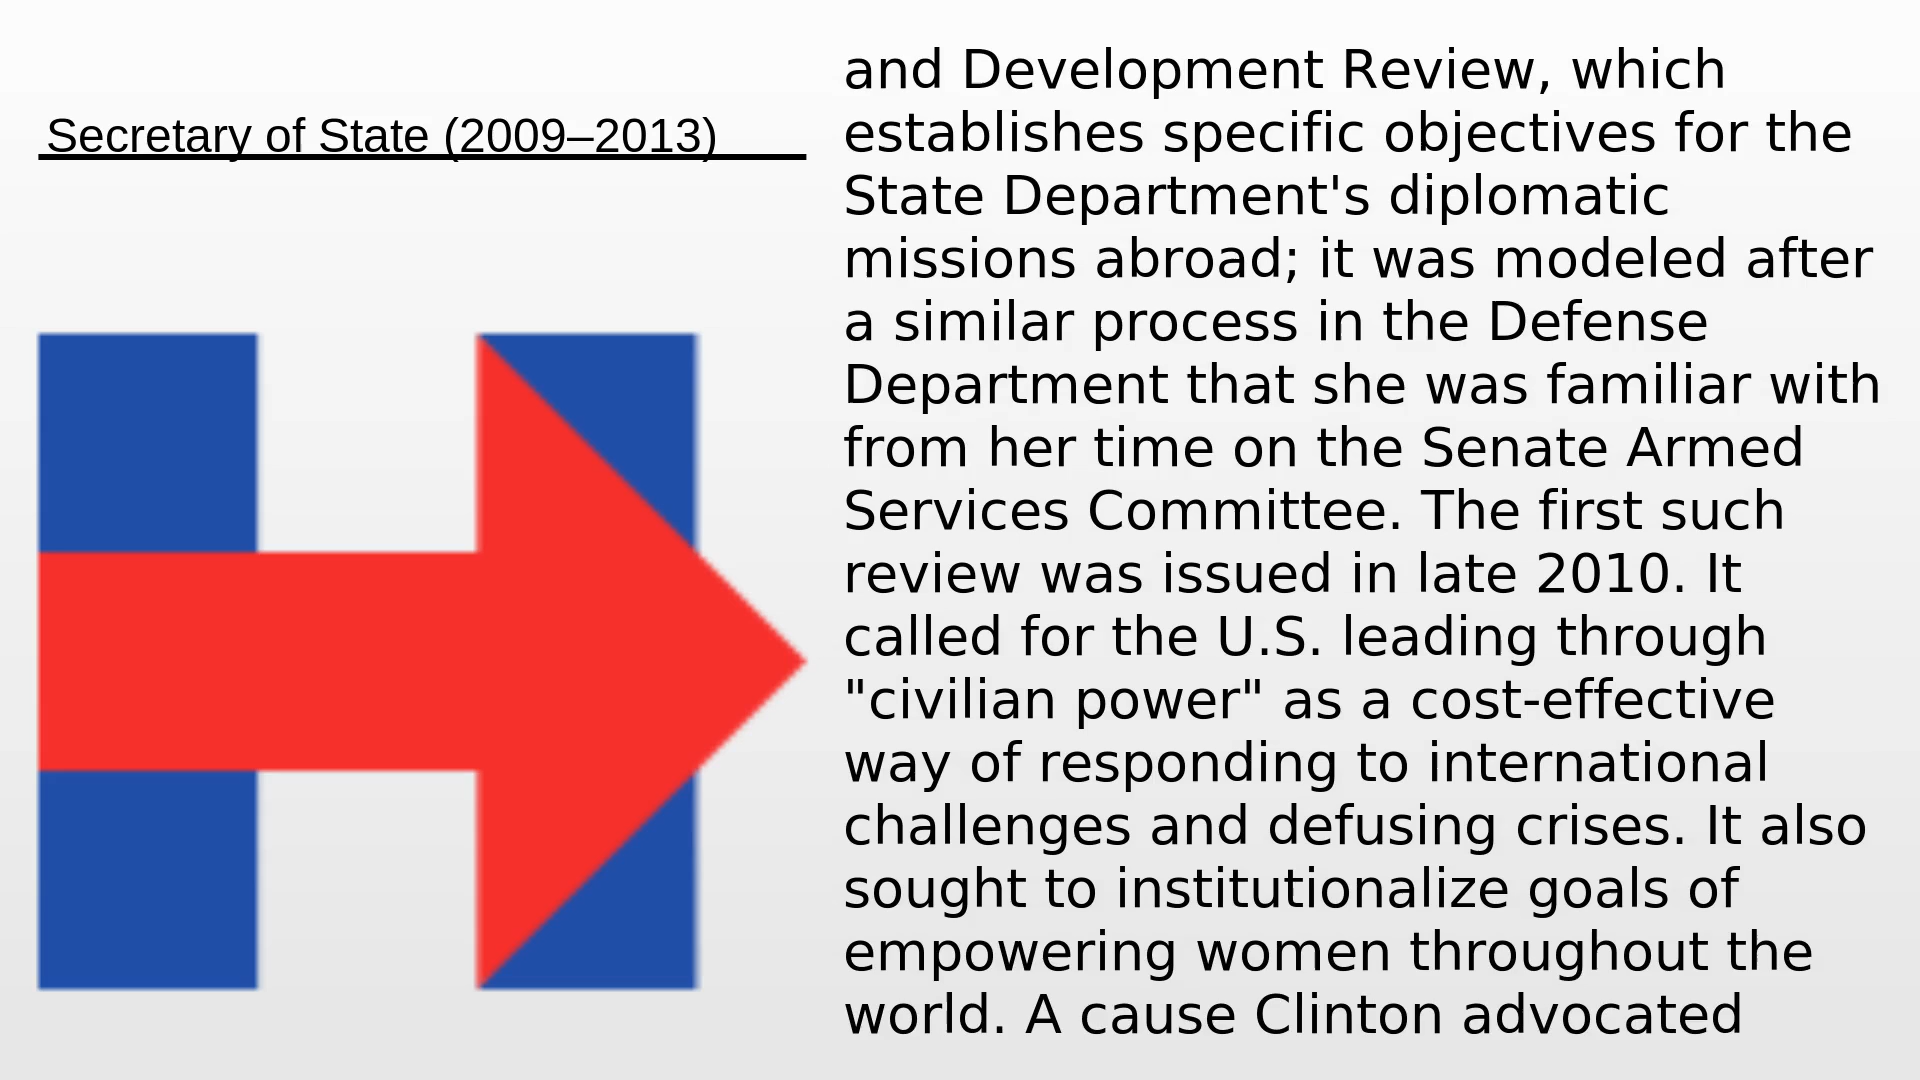 Secretary of State (2009–2013)
and Development Review, which
establishes specific objectives for the
State Department's diplomatic
missions abroad; it was modeled after
a similar process in the Defense
Department that she was familiar with
from her time on the Senate Armed
Services Committee. The first such
review was issued in late 2010. It
called for the U.S. leading through
"civilian power" as a cost-effective
way of responding to international
challenges and defusing crises. It also
sought to institutionalize goals of
empowering women throughout the
world. A cause Clinton advocated